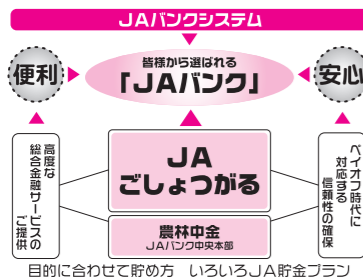 JAバンクシステム
便利
皆様から選ばれる
「JAバンク」
安心
高度な
総合金融サービスの
ご提供
JA
ごしょつがる
農林中金
JAバンク中央本部
ペイオフ時代に
対応する
信頼性の確保
目的に合わせて貯め方 いろいろJA貯金プラン